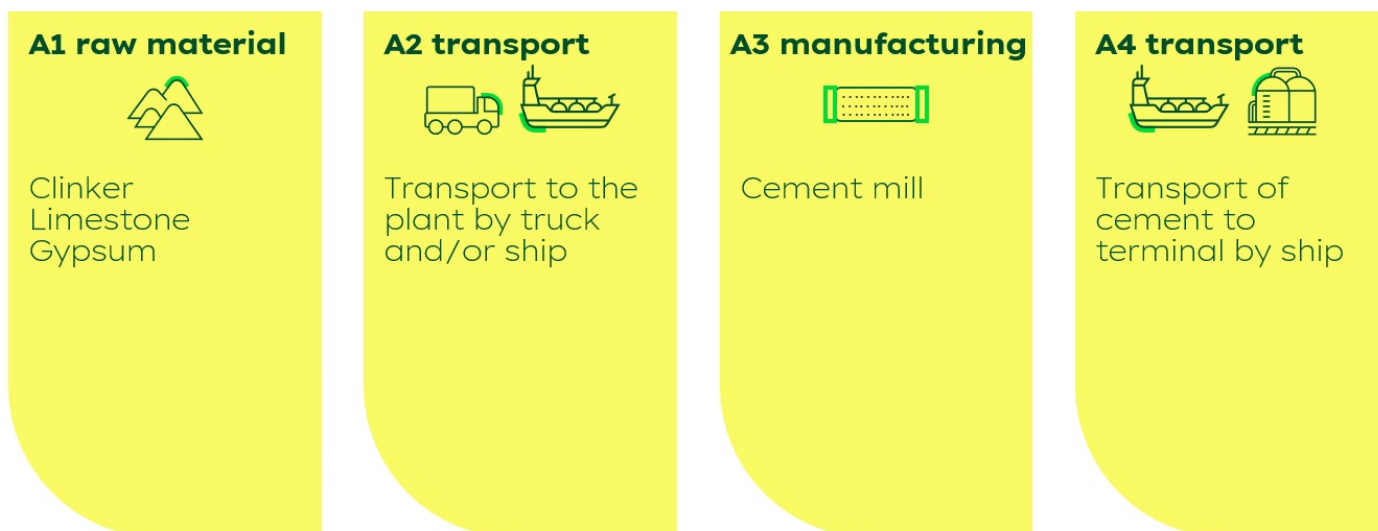 A1 raw material
Clinker
Limestone
Gypsum
A2 transport
Transport to the
plant by truck
and/or ship
A3 manufacturing
Cement mill
A4 transport
Transport of
cement to
terminal by ship